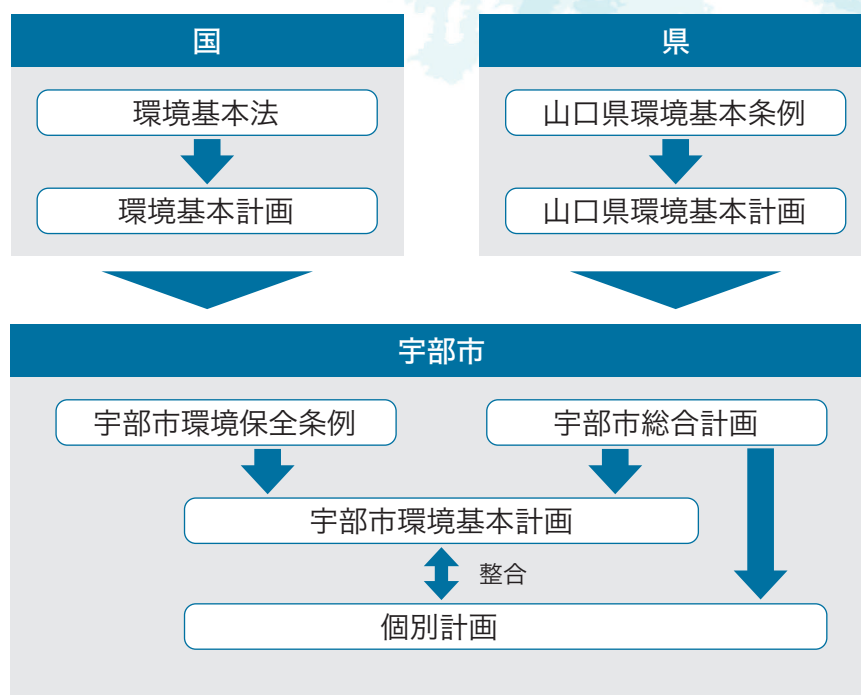 国
環境基本法
環境基本計画
県
山口県環境基本条例
山口県環境基本計画
宇部市
宇部市環境保全条例
宇部市総合計画
宇部市環境基本計画
整合
個別計画